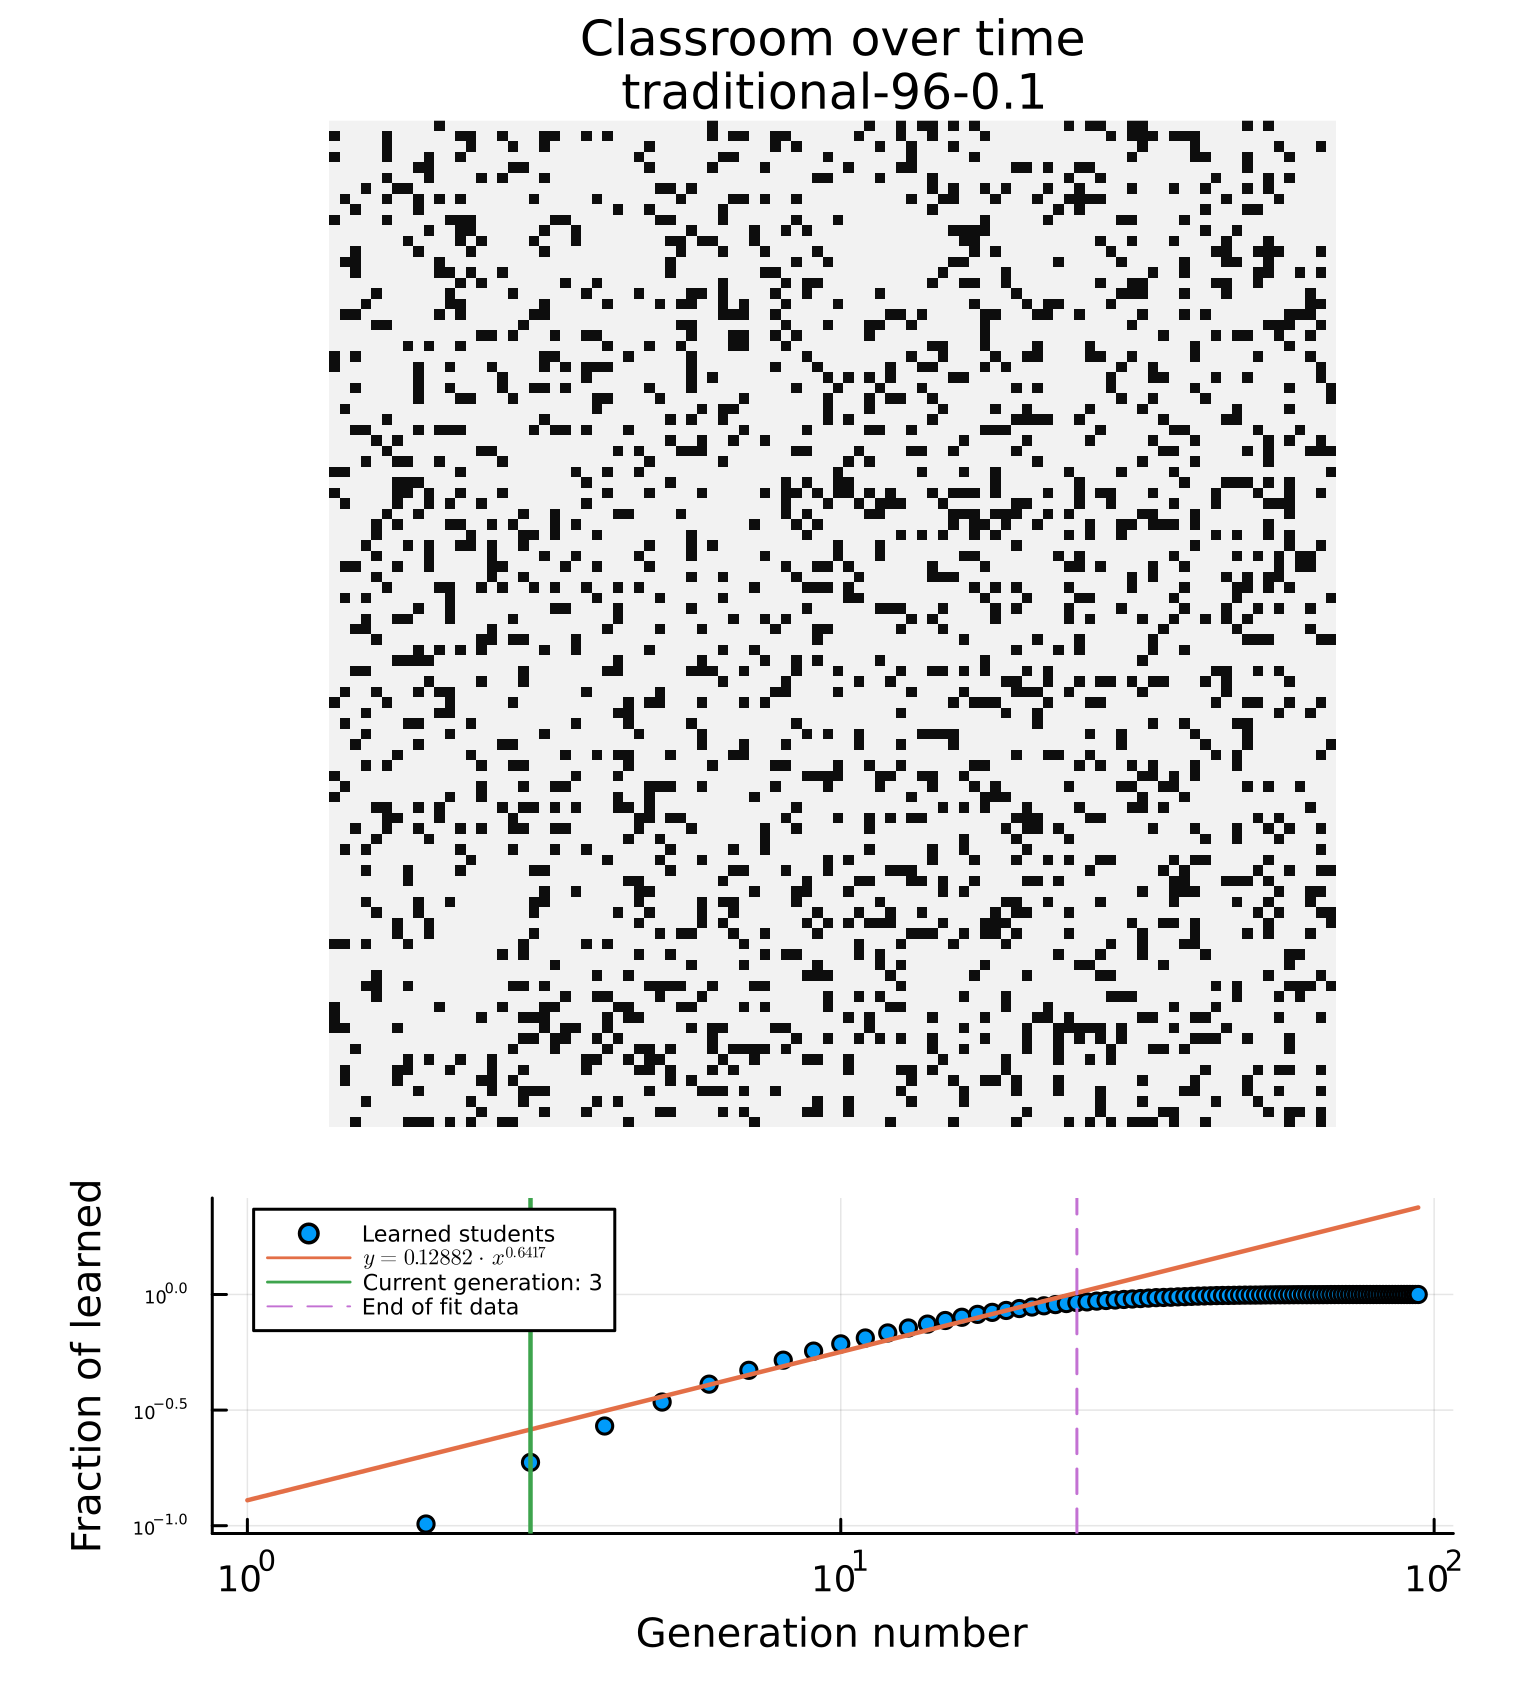 Classroom over time
traditional-96-0.1
Fraction of learned
Learned students
y = 0.12882 · x^0.6417
Current generation: 3
End of fit data
10^0.0
10^−0.5
10^−1.0
10^0 10^1 10^2
Generation number